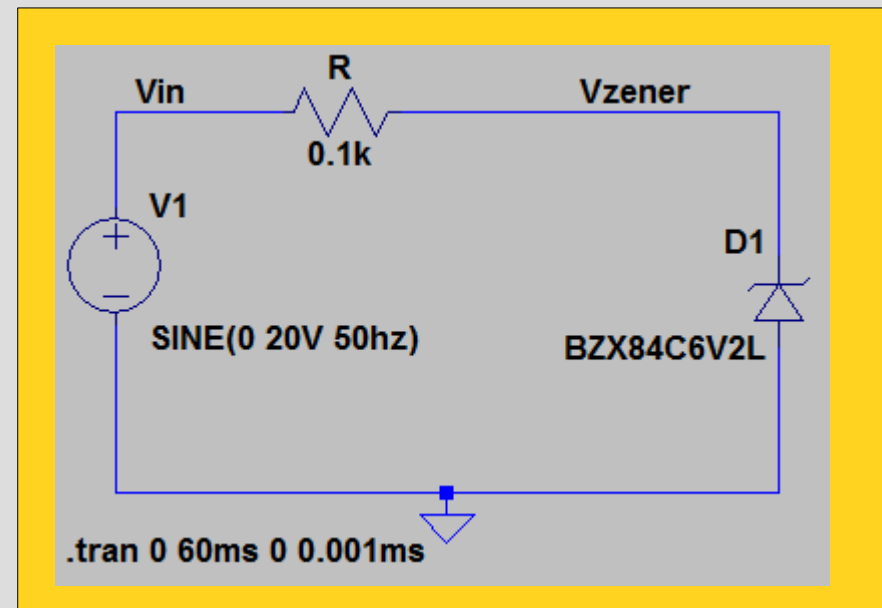 R
Vin
Vzener
0.1k
V1
D1
SINE(0 20V 50hz)
BZX84C6V2L
.tran 0 60ms 0 0.001ms